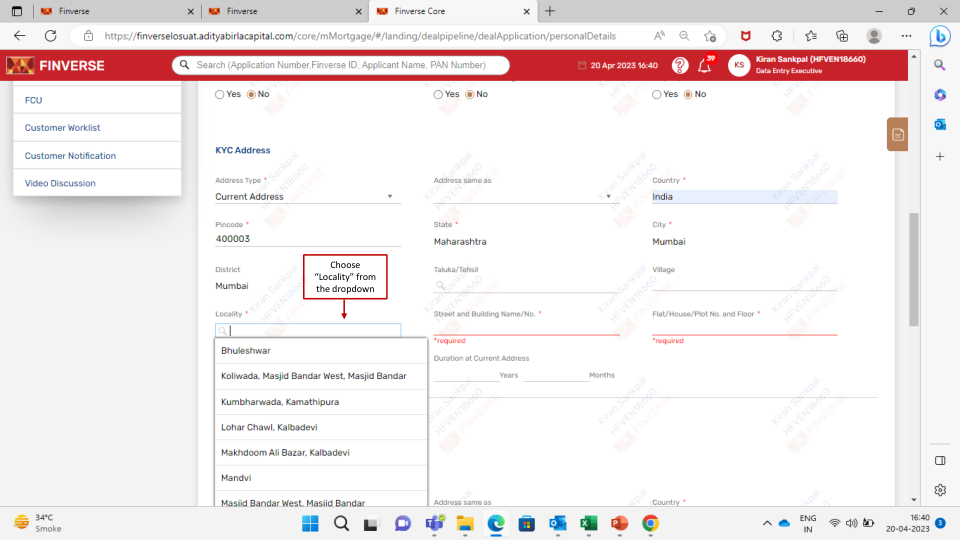 Finverse
Finverse
Finverse Core
https://finverselosuat.adityabirlacapital.com/core/mMortgage/#/landing/dealpipeline/dealApplication/personalDetails
FINVERSE
Search (Application Number,Finverse ID, Applicant Name, PAN Number)
20 Apr 2023 16:40
?
39
KS
Kiran Sankpal (HFVEN18660)
Data Entry Executive
FCU
Customer Worklist
Customer Notification
Video Discussion
Yes No
Yes No
Yes No
KYC Address
Address Type *
Address same as
Country *
Current Address
India
Pincode *
State *
City *
400003
Maharashtra
Mumbai
District
Taluka/Tehsil
Village
Mumbai
Choose
“Locality” from
the dropdown
Locality *
Street and Building Name/No. *
Flat/House/Plot No. and Floor *
*required
*required
Bhuleshwar
Koliwada, Masjid Bandar West, Masjid Bandar
Kumbharwada, Kamathipura
Lohar Chawl, Kalbadevi
Makhdoom Ali Bazar, Kalbadevi
Mandvi
Masjid Bandar West, Masjid Bandar
Duration at Current Address
Years
Months
Address same as
Country *
Kiran Sankpal
HFVEN18660
FINVERSE
34°C
Smoke
ENG
IN
16:40
20-04-2023
3